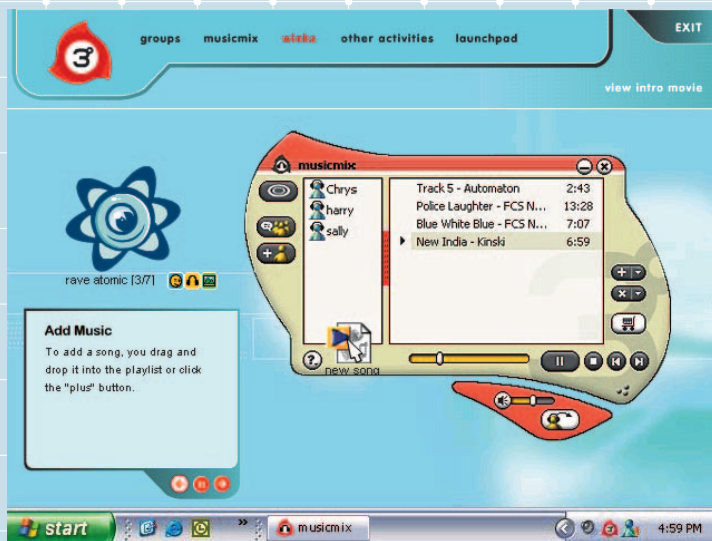 EXIT
3°
groups musicmix winks other activities launchpad
view intro movie
musicmix
Chrys
harry
sally
Track 5 - Automaton 2:43
Police Laughter - FCS N... 13:28
Blue White Blue - FCS N... 7:07
New India - Kinski 6:59
rave atomic [3/7]
Add Music
To add a song, you drag and
drop it into the playlist or click
the "plus" button.
?
new song
start
»
musicmix
4:59 PM